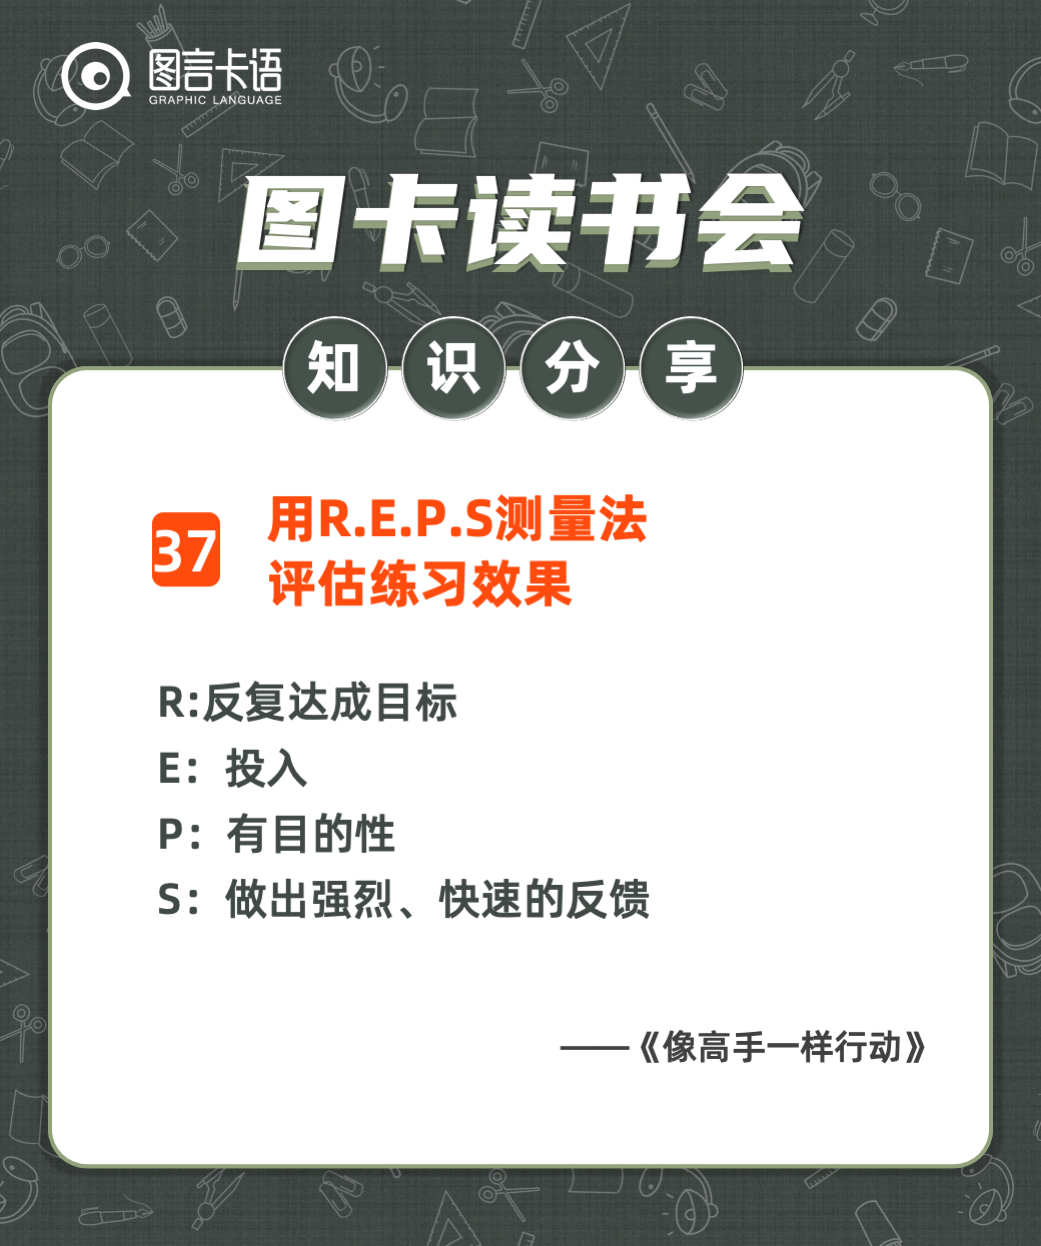 图言卡语
GRAPHIC LANGUAGE
图卡读书会
知识分享
37
用R.E.P.S测量法
评估练习效果
R:反复达成目标
E：投入
P：有目的性
S：做出强烈、快速的反馈
——《像高手一样行动》